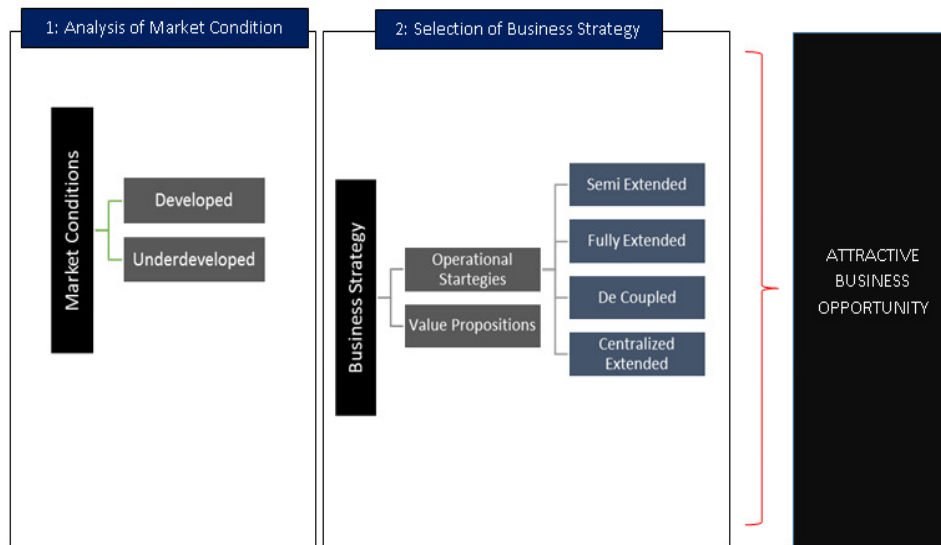 1: Analysis of Market Condition
2: Selection of Business Strategy
Market Conditions
Developed
Underdeveloped
Business Strategy
Operational
Startegies
Value Propositions
Semi Extended
Fully Extended
De Coupled
Centralized
Extended
ATTRACTIVE
BUSINESS
OPPORTUNITY